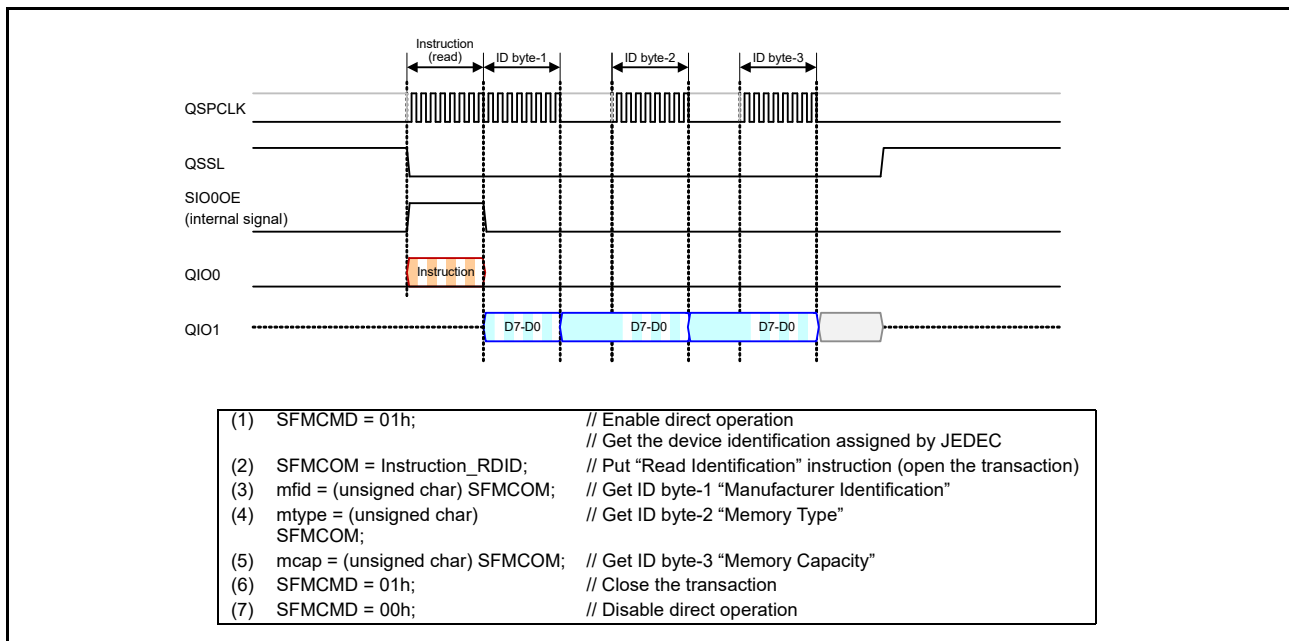 Instruction
(read)
ID byte-1
ID byte-2
ID byte-3
QSPCLK
QSSL
SIO0OE
(internal signal)
QIO0
Instruction
QIO1
D7-D0
D7-D0
D7-D0
(1) SFMCMD = 01h; // Enable direct operation
// Get the device identification assigned by JEDEC
(2) SFMCOM = Instruction_RDID; // Put “Read Identification” instruction (open the transaction)
(3) mfid = (unsigned char) SFMCOM; // Get ID byte-1 “Manufacturer Identification”
(4) mtype = (unsigned char) // Get ID byte-2 “Memory Type”
SFMCOM;
(5) mcap = (unsigned char) SFMCOM; // Get ID byte-3 “Memory Capacity”
(6) SFMCMD = 01h; // Close the transaction
(7) SFMCMD = 00h; // Disable direct operation